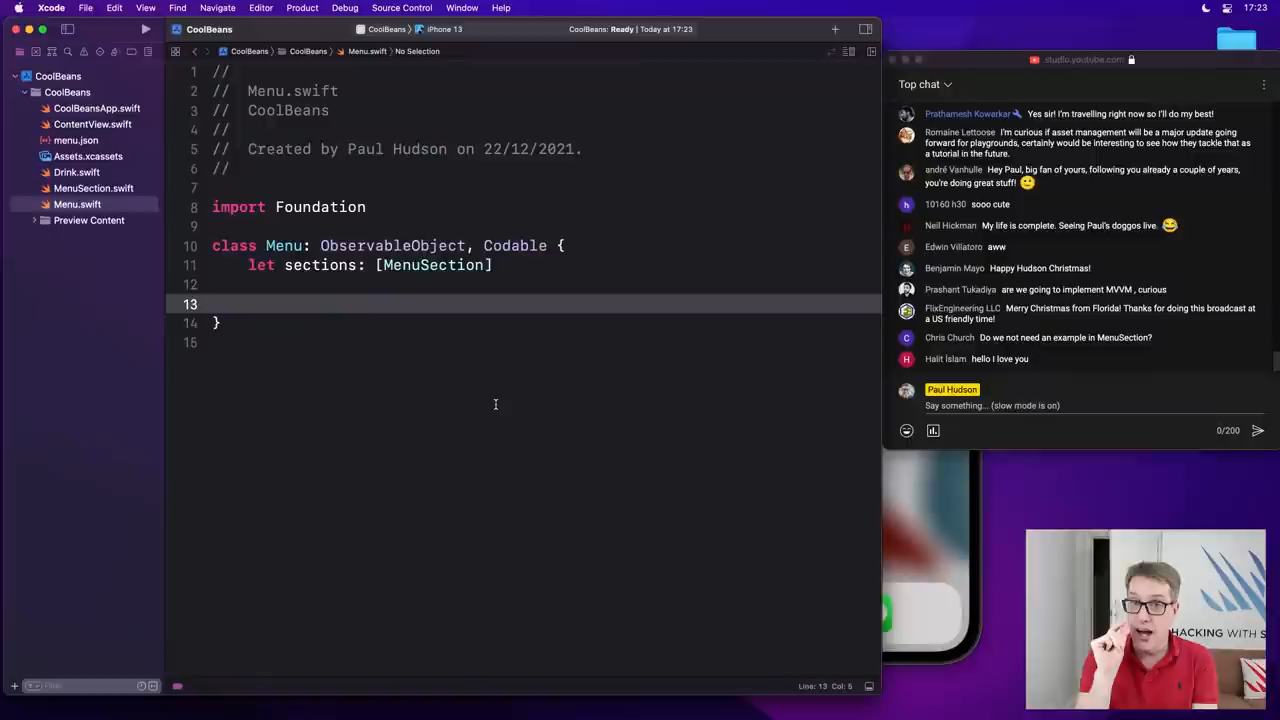 Xcode File Edit View Find Navigate Editor Product Debug Source Control Window Help 17:23
CoolBeans
CoolBeans iPhone 13
CoolBeans: Ready | Today at 17:23
CoolBeans CoolBeans Menu.swift No Selection
CoolBeans
CoolBeans
CoolBeansApp.swift
ContentView.swift
menu.json
Assets.xcassets
Drink.swift
MenuSection.swift
Menu.swift
Preview Content
Filter
1 //
2 // Menu.swift
3 // CoolBeans
4 //
5 // Created by Paul Hudson on 22/12/2021.
6 //
7
8 import Foundation
9
10 class Menu: ObservableObject, Codable {
11 let sections: [MenuSection]
12
13
14 }
15
Line: 13 Col: 5
studio.youtube.com
Top chat
Prathamesh Kowarkar Yes sir! I'm travelling right now so I'll do my best!
Romaine Lettoose I'm curious if asset management will be a major update going
forward for playgrounds, certainly would be interesting to see how they tackle that as
a tutorial in the future.
andré Vanhulle Hey Paul, big fan of yours, following you already a couple of years,
you're doing great stuff! 🙂
h 10160 h30 sooo cute
N Neil Hickman My life is complete. Seeing Paul's doggos live. 😂
E Edwin Villatoro aww
Benjamin Mayo Happy Hudson Christmas!
Prashant Tukadiya are we going to implement MVVM , curious
FlixEngineering LLC Merry Christmas from Florida! Thanks for doing this broadcast at
a US friendly time!
C Chris Church Do we not need an example in MenuSection?
H Halit İslam hello I love you
Paul Hudson
Say something... (slow mode is on)
0/200
HACKING WITH S